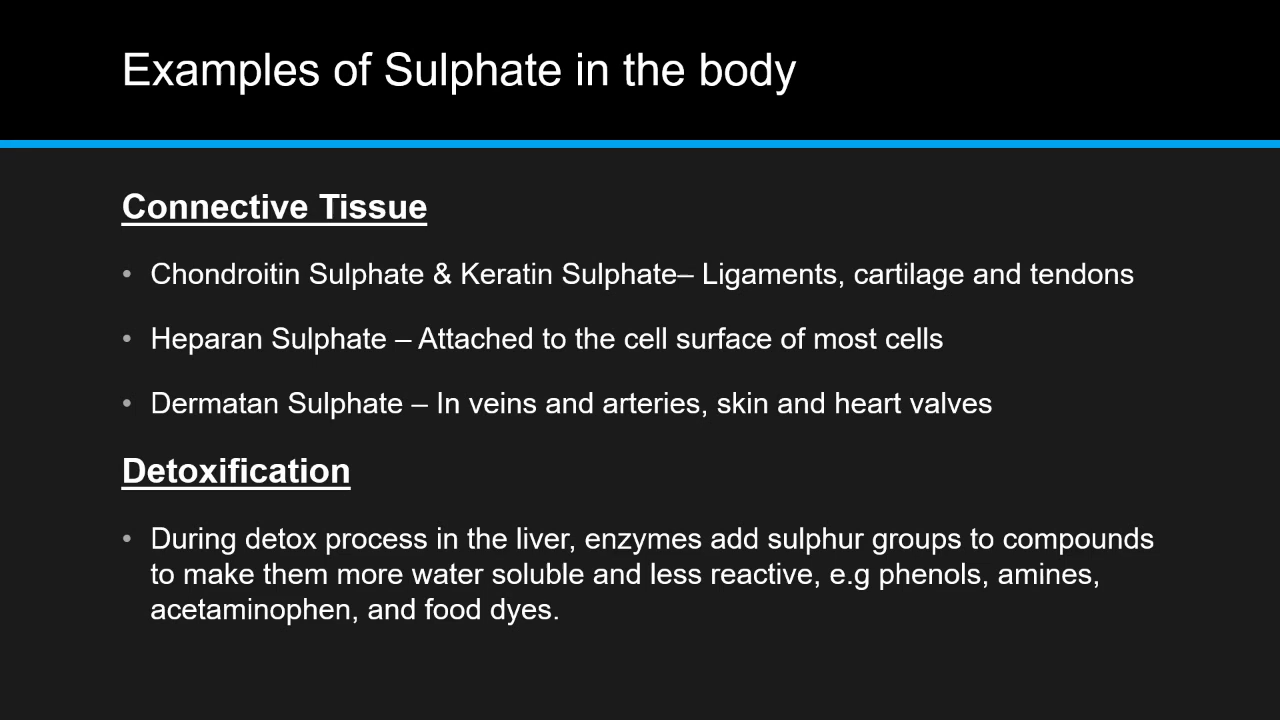 Examples of Sulphate in the body
Connective Tissue
• Chondroitin Sulphate & Keratin Sulphate– Ligaments, cartilage and tendons
• Heparan Sulphate – Attached to the cell surface of most cells
• Dermatan Sulphate – In veins and arteries, skin and heart valves
Detoxification
• During detox process in the liver, enzymes add sulphur groups to compounds
to make them more water soluble and less reactive, e.g phenols, amines,
acetaminophen, and food dyes.